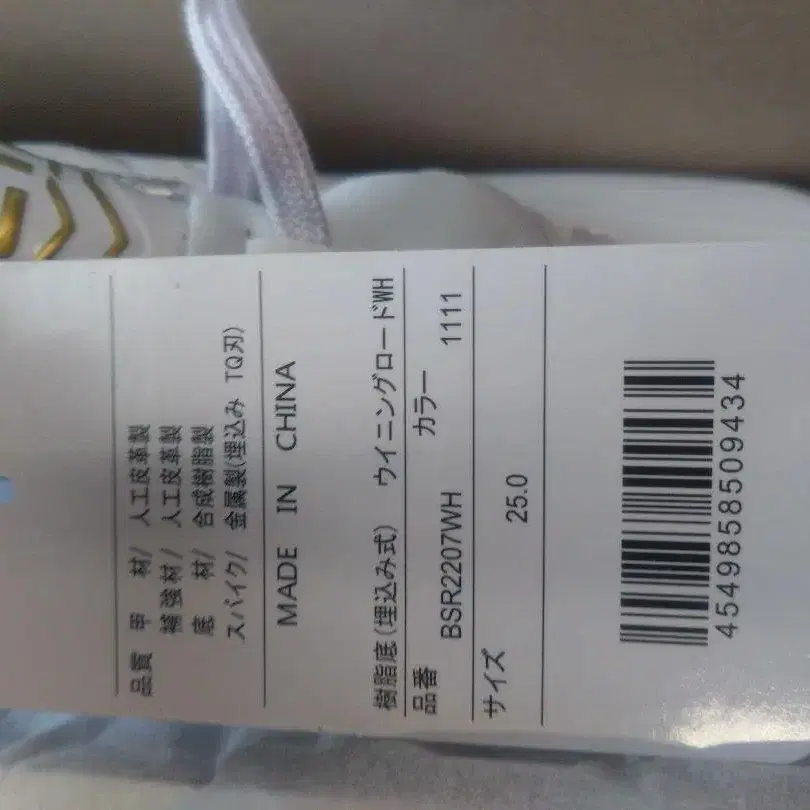 品質 甲 材/ 人工皮革製
補強材/ 人工皮革製
底 材/ 合成樹脂製
スパイク/ 金属製(埋込み TQ刃)
MADE IN CHINA
樹脂底(埋込み式) ウイニングロードWH
品番 BSR2207WH カラー 1111
サイズ 25.0
4549858509434